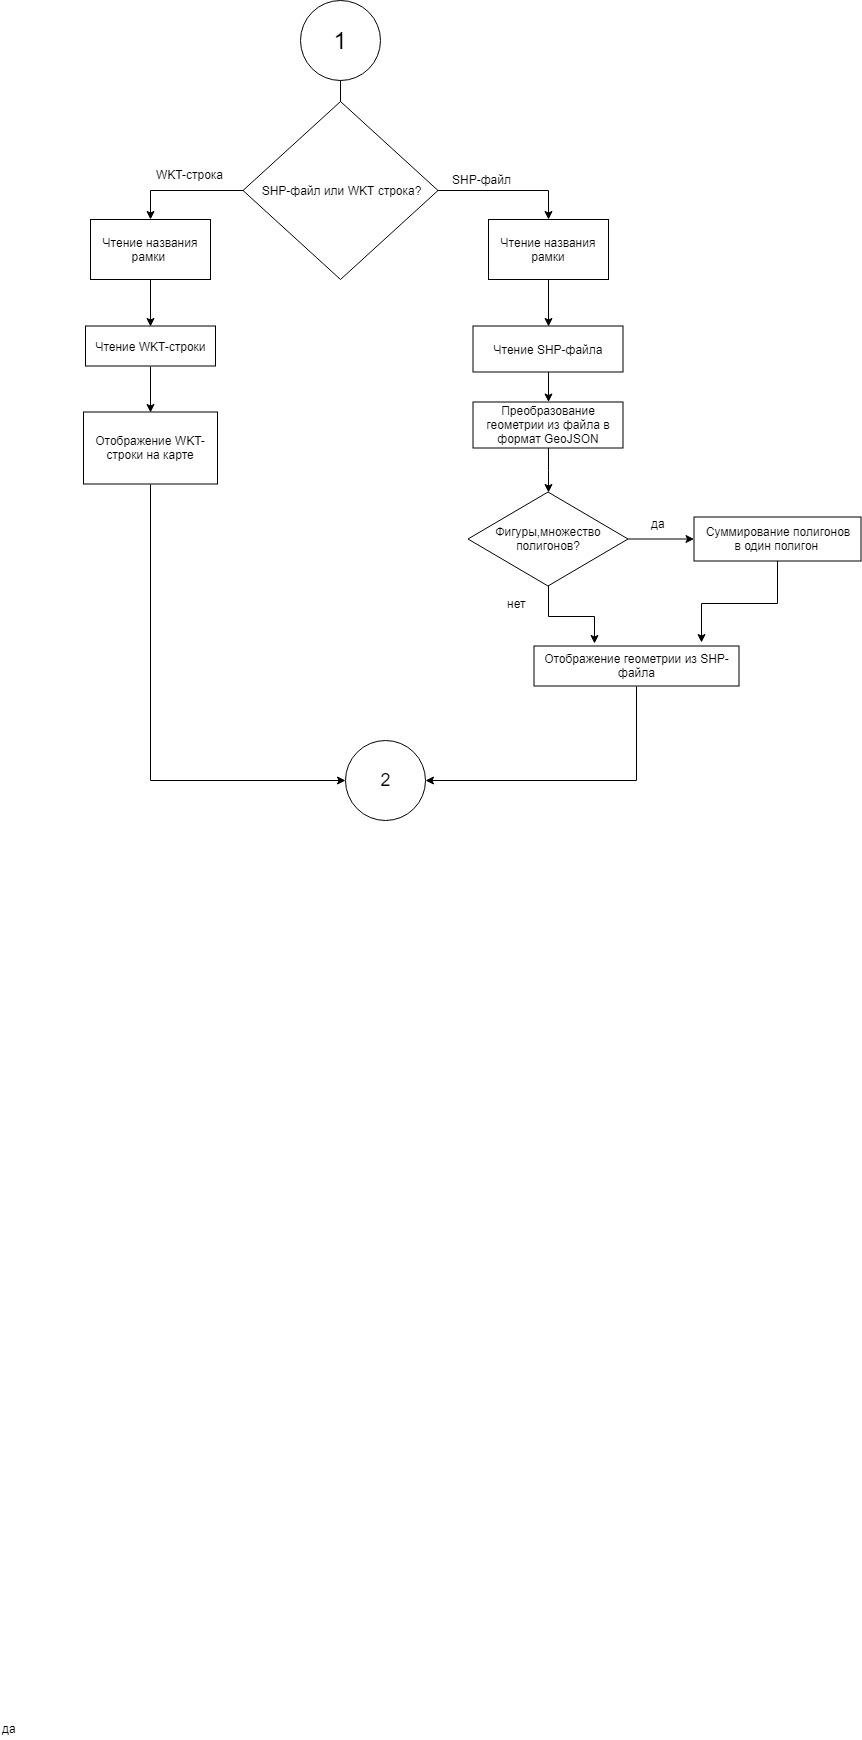 1
SHP-файл или WKT строка?
WKT-строка
SHP-файл
Чтение названия
рамки
Чтение названия
рамки
Чтение WKT-строки
Чтение SHP-файла
Отображение WKT-
строки на карте
Преобразование
геометрии из файла в
формат GeoJSON
Фигуры,множество
полигонов?
да
Суммирование полигонов
в один полигон
нет
Отображение геометрии из SHP-
файла
2
да